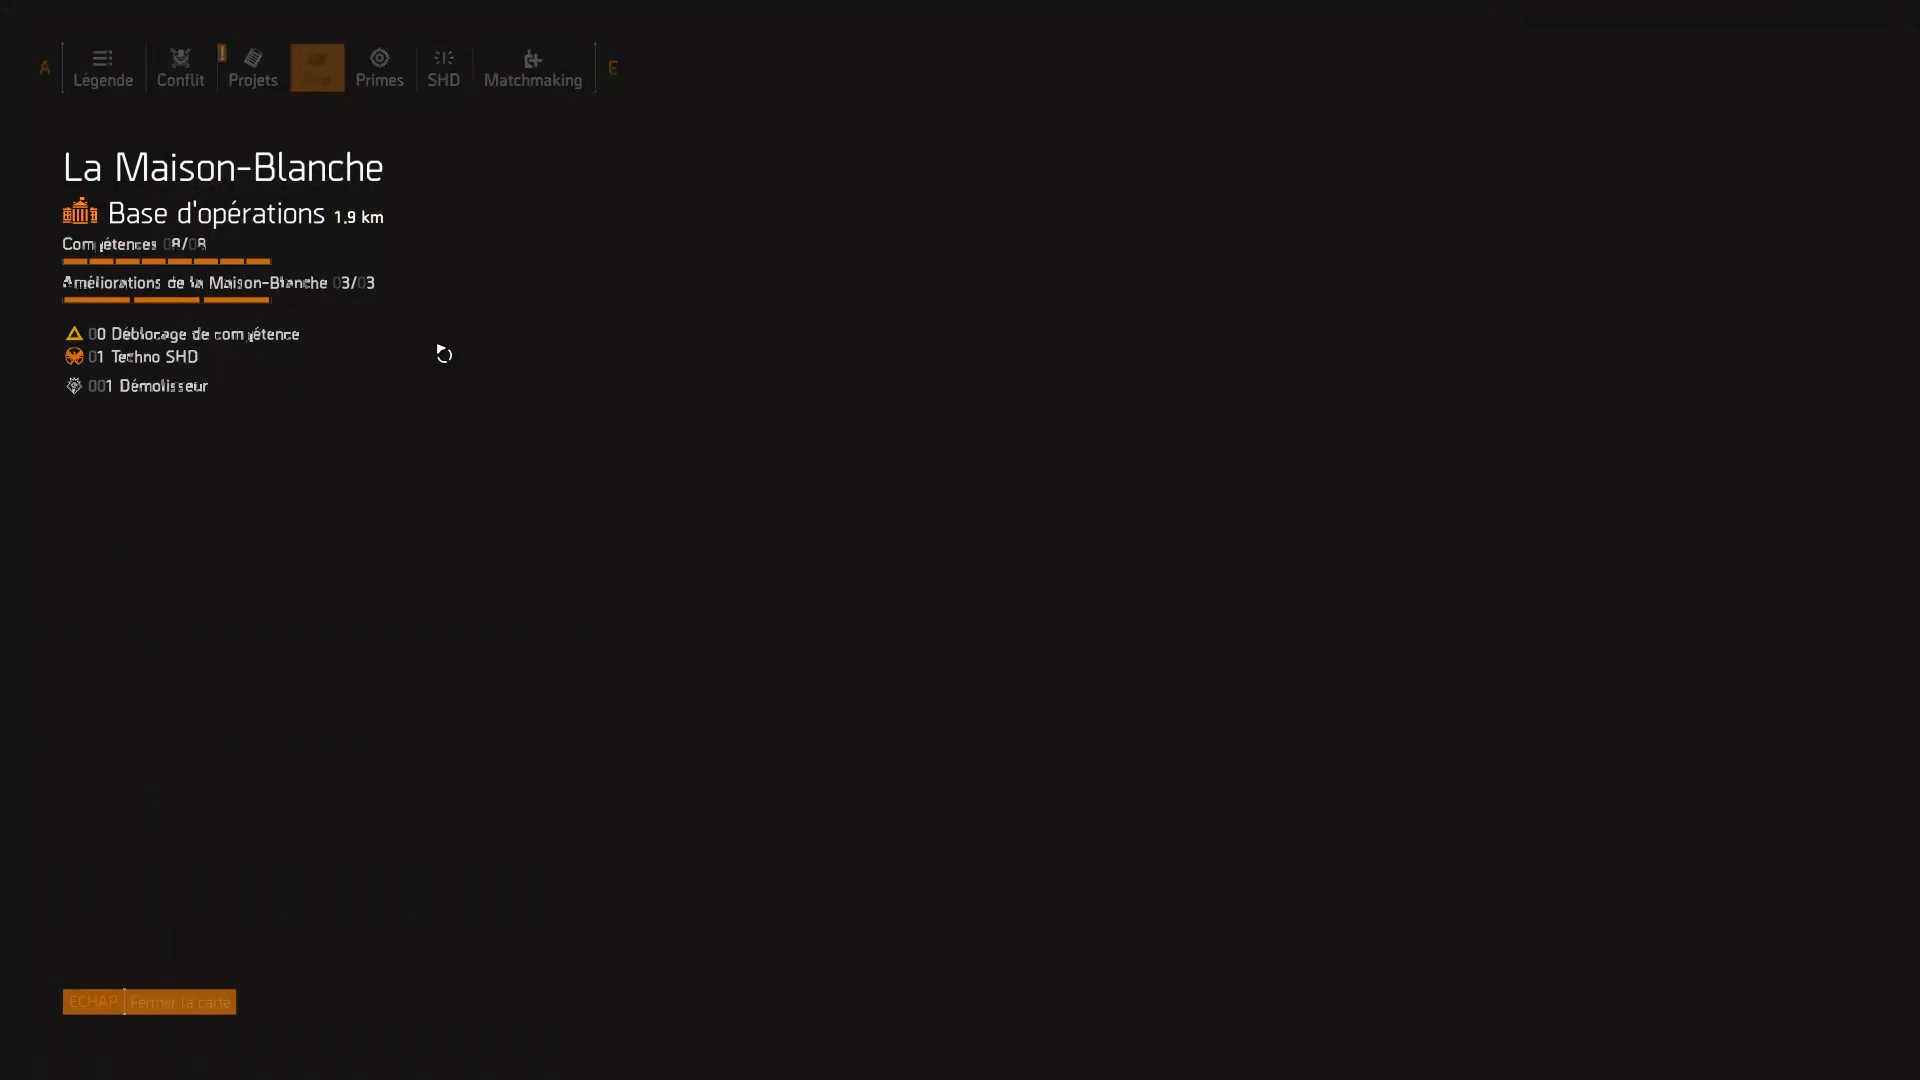 A
Légende
Conflit
!
Projets
Primes
SHD
Matchmaking
E
La Maison-Blanche
Base d'opérations 1.9 km
Compétences 08/08
Améliorations de la Maison-Blanche 03/03
00 Déblocage de compétence
01 Techno SHD
001 Démolisseur
ECHAP Fermer la carte